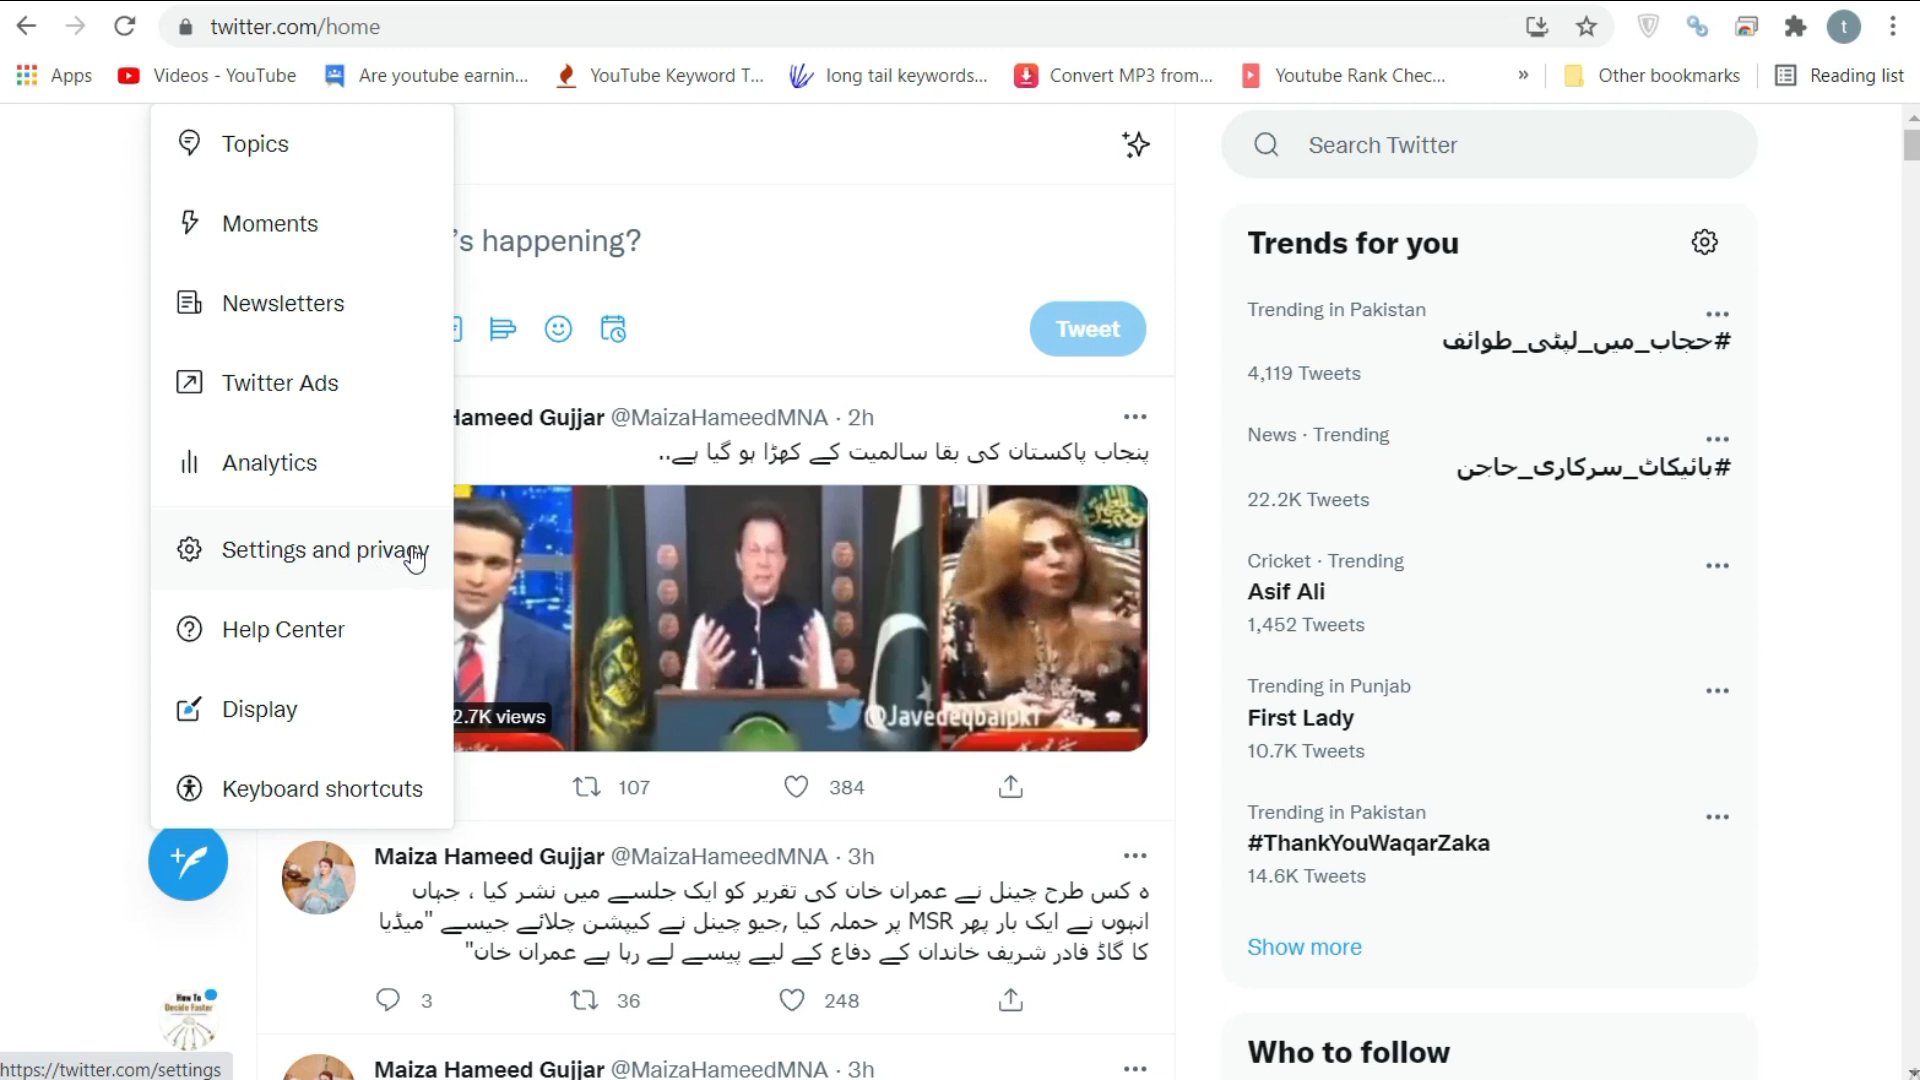 twitter.com/home
Apps
Videos - YouTube
Are youtube earnin...
YouTube Keyword T...
long tail keywords...
Convert MP3 from...
Youtube Rank Chec...
»
Other bookmarks
Reading list
t
Topics
Moments
Newsletters
Twitter Ads
Analytics
Settings and privacy
Help Center
Display
Keyboard shortcuts
's happening?
Tweet
Hameed Gujjar @MaizaHameedMNA · 2h
پنجاب پاکستان کی بقا سالمیت کے کھڑا ہو گیا ہے..
2.7K views
@Javedeqbalpk1
107
384
Maiza Hameed Gujjar @MaizaHameedMNA · 3h
ہ کس طرح چینل نے عمران خان کی تقریر کو ایک جلسے میں نشر کیا ، جہاں
انہوں نے ایک بار پھر MSR پر حملہ کیا ,جیو چینل نے کیپشن چلائے جیسے "میڈیا
کا گاڈ فادر شریف خاندان کے دفاع کے لیے پیسے لے رہا ہے عمران خان"
3
36
248
Maiza Hameed Gujjar @MaizaHameedMNA · 3h
How To
Decide Faster
https://twitter.com/settings
Search Twitter
Trends for you
Trending in Pakistan
#حجاب_میں_لپٹی_طوائف
4,119 Tweets
News · Trending
#بائیکاٹ_سرکاری_حاجن
22.2K Tweets
Cricket · Trending
Asif Ali
1,452 Tweets
Trending in Punjab
First Lady
10.7K Tweets
Trending in Pakistan
#ThankYouWaqarZaka
14.6K Tweets
Show more
Who to follow